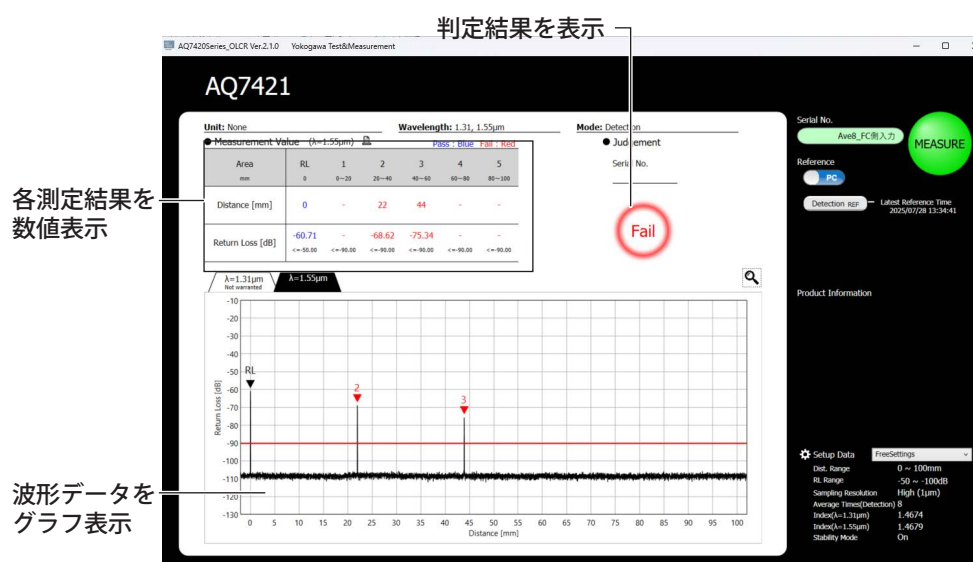 判定結果を表示
AQ7420Series_OLCR Ver.2.1.0 Yokogawa Test&Measurement
AQ7421
Unit: None
Wavelength: 1.31, 1.55μm
Mode: Detection
Measurement Value (λ=1.55μm)
Pass : Blue Fail : Red
Area RL 1 2 3 4 5
mm 0 0~20 20~40 40~60 60~80 80~100
Distance [mm] 0 - 22 44 - -
Return Loss [dB] -60.71 - -68.62 -75.34 - -
<=-50.00 <=-90.00 <=-90.00 <=-90.00 <=-90.00 <=-90.00
Judgement
Serial No.
Fail
各測定結果を
数値表示
λ=1.31μm
Not warranted
λ=1.55μm
-10
-20
-30
-40
-50
-60
-70
-80
-90
-100
-110
-120
-130
Return Loss [dB]
RL
2
3
0 5 10 15 20 25 30 35 40 45 50 55 60 65 70 75 80 85 90 95 100
Distance [mm]
波形データを
グラフ表示
Serial No.
Ave8_FC側入力
MEASURE
Reference
PC
Detection REF
Latest Reference Time
2025/07/28 13:34:41
Product Information
Setup Data FreeSettings
Dist. Range 0 ~ 100mm
RL Range -50 ~ -100dB
Sampling Resolution High (1μm)
Average Times(Detection) 8
Index(λ=1.31μm) 1.4674
Index(λ=1.55μm) 1.4679
Stability Mode On